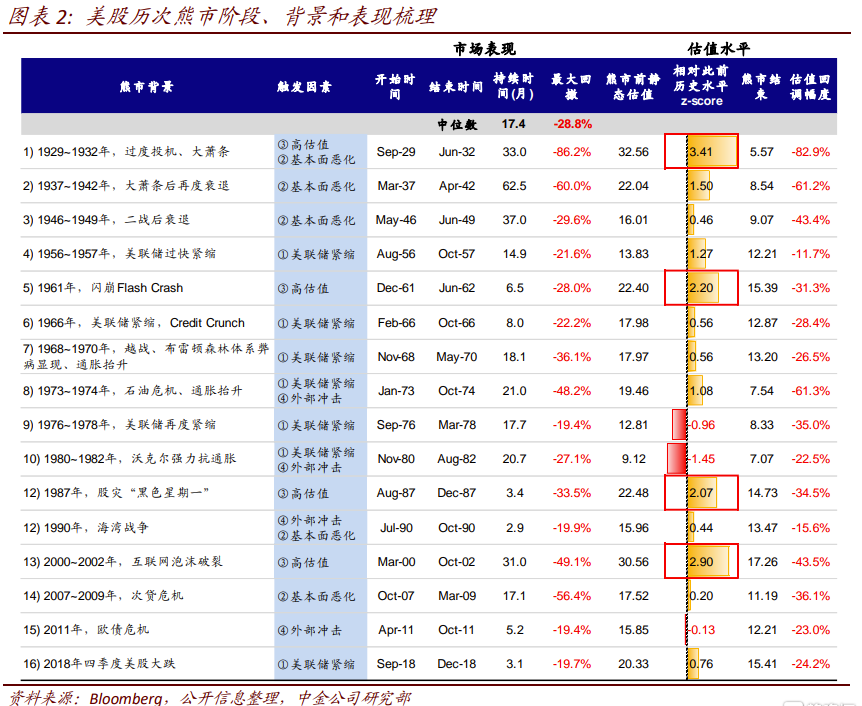 图表 2: 美股历次熊市阶段、背景和表现梳理
市场表现 估值水平
熊市背景 触发因素 开始时间 结束时间 持续时间(月) 最大回撤 熊市前静态估值 相对此前历史水平z-score 熊市结束 估值回调幅度
中位数 17.4 -28.8%
1) 1929~1932年，过度投机、大萧条 ③高估值 ②基本面恶化 Sep-29 Jun-32 33.0 -86.2% 32.56 3.41 5.57 -82.9%
2) 1937~1942年，大萧条后再度衰退 ②基本面恶化 Mar-37 Apr-42 62.5 -60.0% 22.04 1.50 8.54 -61.2%
3) 1946~1949年，二战后衰退 ②基本面恶化 May-46 Jun-49 37.0 -29.6% 16.01 0.46 9.07 -43.4%
4) 1956~1957年，美联储过快紧缩 ①美联储紧缩 Aug-56 Oct-57 14.9 -21.6% 13.83 1.27 12.21 -11.7%
5) 1961年，闪崩Flash Crash ③高估值 Dec-61 Jun-62 6.5 -28.0% 22.40 2.20 15.39 -31.3%
6) 1966年，美联储紧缩，Credit Crunch ①美联储紧缩 Feb-66 Oct-66 8.0 -22.2% 17.98 0.56 12.87 -28.4%
7) 1968~1970年，越战、布雷顿森林体系弊病显现、通胀抬升 ①美联储紧缩 Nov-68 May-70 18.1 -36.1% 17.97 0.56 13.20 -26.5%
8) 1973~1974年，石油危机、通胀抬升 ①美联储紧缩 ④外部冲击 Jan-73 Oct-74 21.0 -48.2% 19.46 1.08 7.54 -61.3%
9) 1976~1978年，美联储再度紧缩 ①美联储紧缩 Sep-76 Mar-78 17.7 -19.4% 12.81 -0.96 8.33 -35.0%
10) 1980~1982年，沃克尔强力抗通胀 ①美联储紧缩 ④外部冲击 Nov-80 Aug-82 20.7 -27.1% 9.12 -1.45 7.07 -22.5%
12) 1987年，股灾“黑色星期一” ③高估值 Aug-87 Dec-87 3.4 -33.5% 22.48 2.07 14.73 -34.5%
12) 1990年，海湾战争 ④外部冲击 ②基本面恶化 Jul-90 Oct-90 2.9 -19.9% 15.96 0.44 13.47 -15.6%
13) 2000~2002年，互联网泡沫破裂 ③高估值 Mar-00 Oct-02 31.0 -49.1% 30.56 2.90 17.26 -43.5%
14) 2007~2009年，次贷危机 ②基本面恶化 Oct-07 Mar-09 17.1 -56.4% 17.52 0.20 11.19 -36.1%
15) 2011年，欧债危机 ④外部冲击 Apr-11 Oct-11 5.2 -19.4% 15.85 -0.13 12.21 -23.0%
16) 2018年四季度美股大跌 ①美联储紧缩 Sep-18 Dec-18 3.1 -19.7% 20.33 0.76 15.41 -24.2%
资料来源：Bloomberg，公开信息整理，中金公司研究部